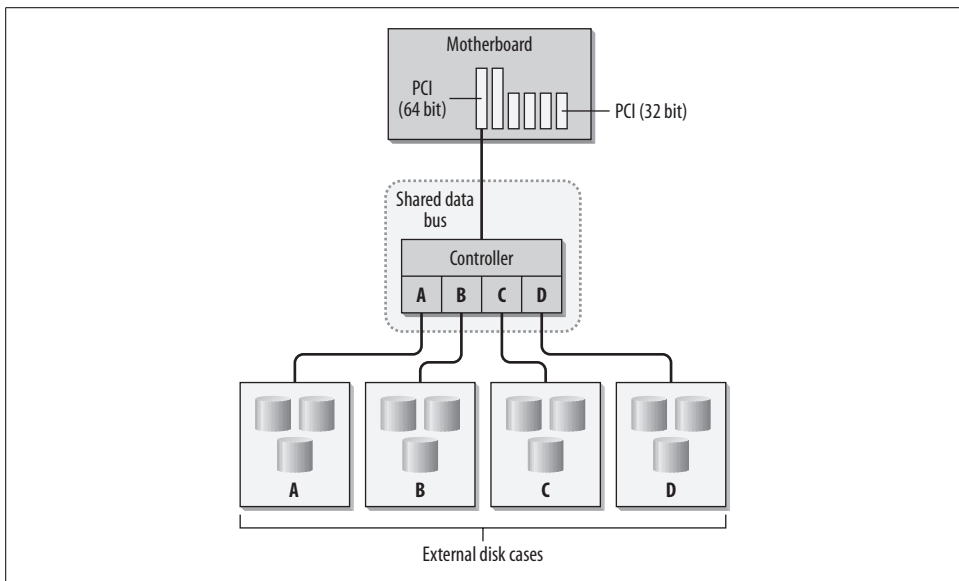 Motherboard
PCI
(64 bit)
PCI (32 bit)
Shared data
bus
Controller
A
B
C
D
A
B
C
D
External disk cases